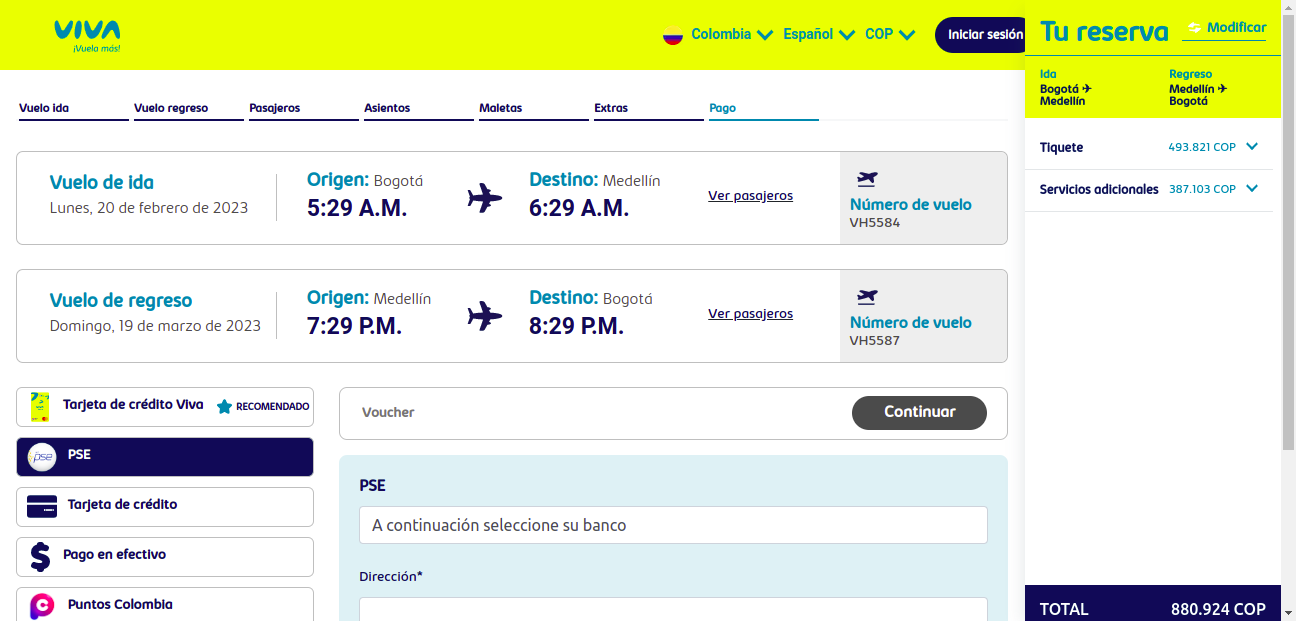 VIVA
¡Vuela más!
Colombia
Español
COP
Iniciar sesión
Tu reserva
Modificar
Ida
Bogotá ✈
Medellín
Regreso
Medellín ✈
Bogotá
Tiquete
493.821 COP
Servicios adicionales
387.103 COP
TOTAL
880.924 COP
Vuelo ida
Vuelo regreso
Pasajeros
Asientos
Maletas
Extras
Pago
Vuelo de ida
Lunes, 20 de febrero de 2023
Origen: Bogotá
5:29 A.M.
Destino: Medellín
6:29 A.M.
Ver pasajeros
Número de vuelo
VH5584
Vuelo de regreso
Domingo, 19 de marzo de 2023
Origen: Medellín
7:29 P.M.
Destino: Bogotá
8:29 P.M.
Ver pasajeros
Número de vuelo
VH5587
Tarjeta de crédito Viva
RECOMENDADO
pse
PSE
Tarjeta de crédito
Pago en efectivo
Puntos Colombia
Voucher
Continuar
PSE
A continuación seleccione su banco
Dirección*